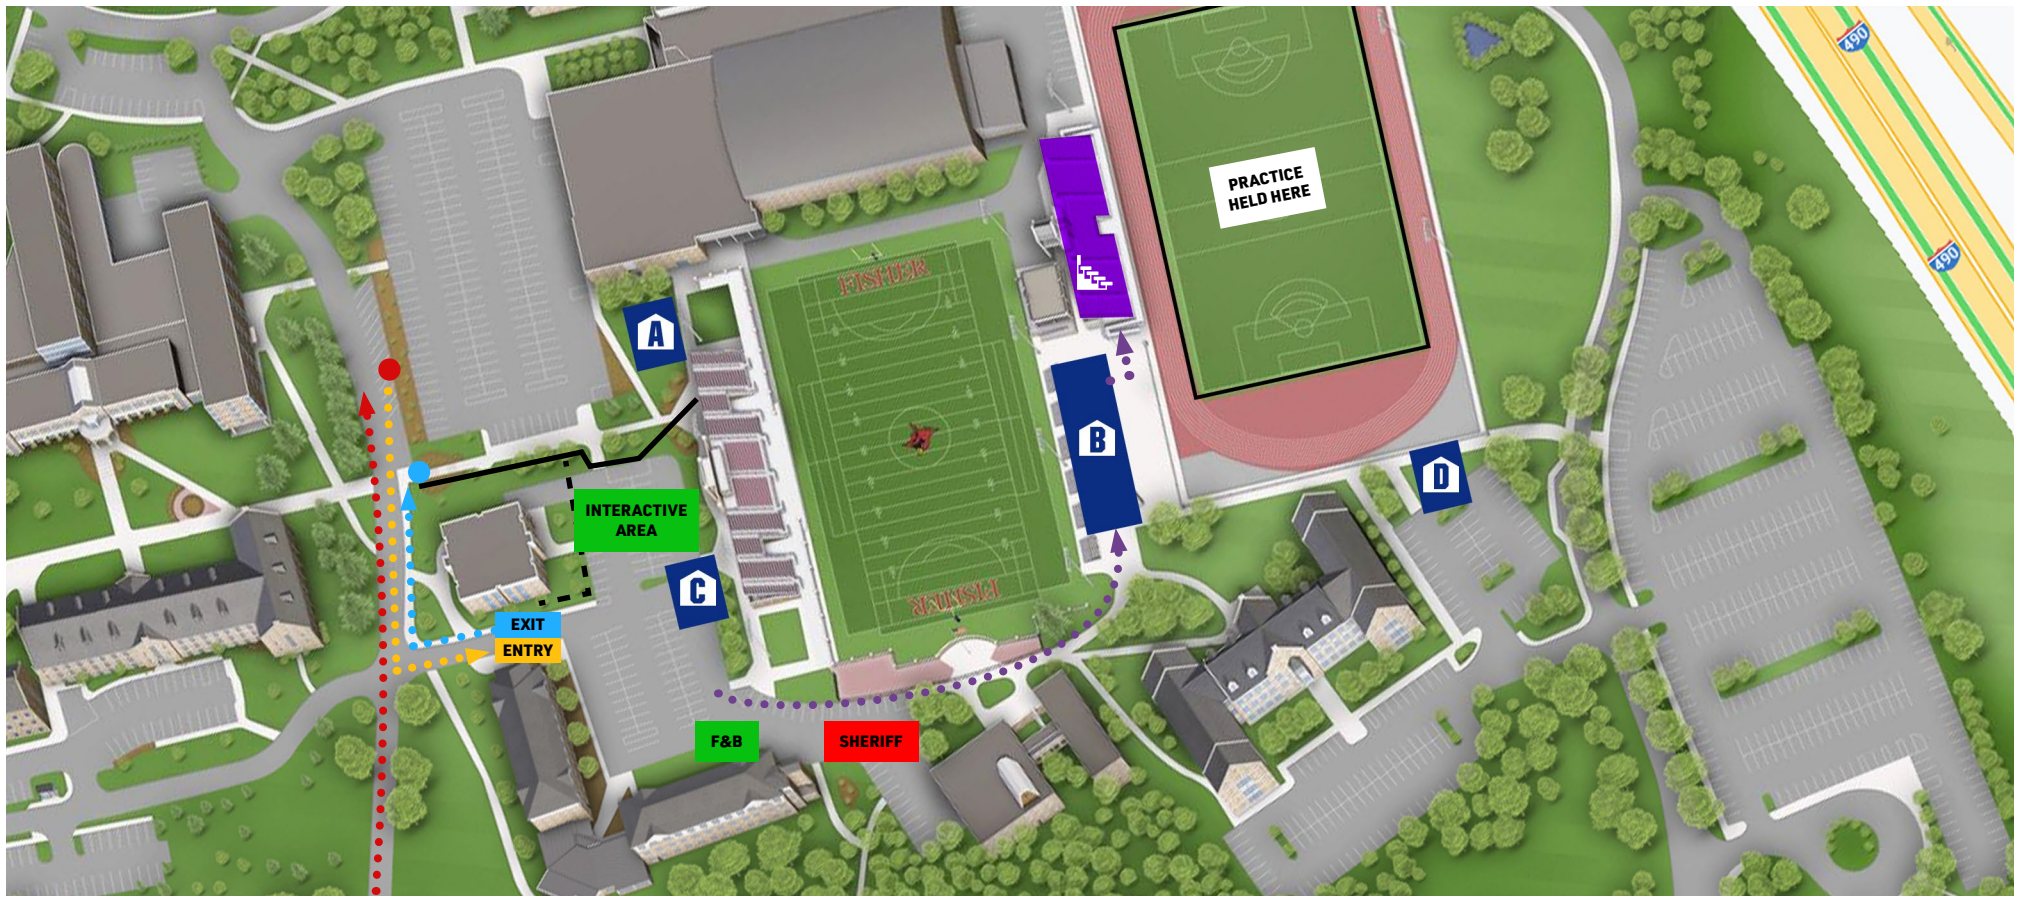 490
490
PRACTICE
HELD HERE
FISHER
A
B
D
INTERACTIVE
AREA
C
FISHER
EXIT
ENTRY
F&B
SHERIFF